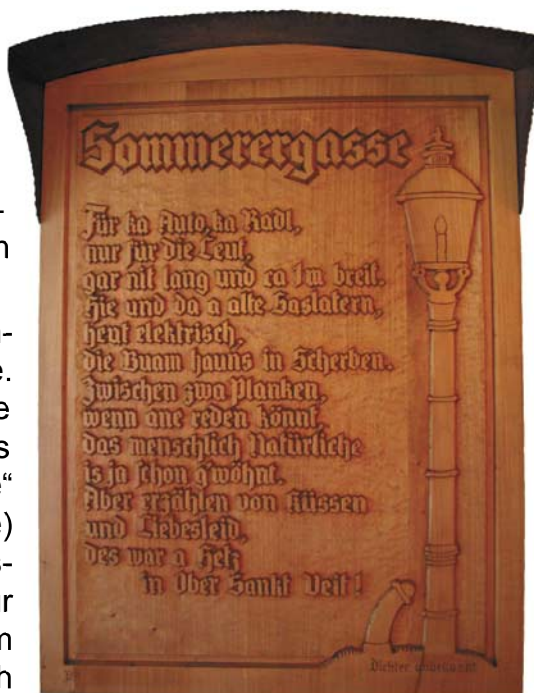 Sommerergasse
Für ka Auto, ka Radl,
nur für die Leut,
gar nit lang und ca 1m breit.
Hie und da a alte Gaslatern,
heut elektrisch,
die Buam hauns in Scherben.
Zwischen zwa Planken,
wenn ane reden könnt,
das menschlich Natürliche
is ja schon g'wöhnt.
Aber erzählen von Küssen
und Liebesleid,
des war a Hetz
in Ober Sankt Veit!
Dichter unbekannt